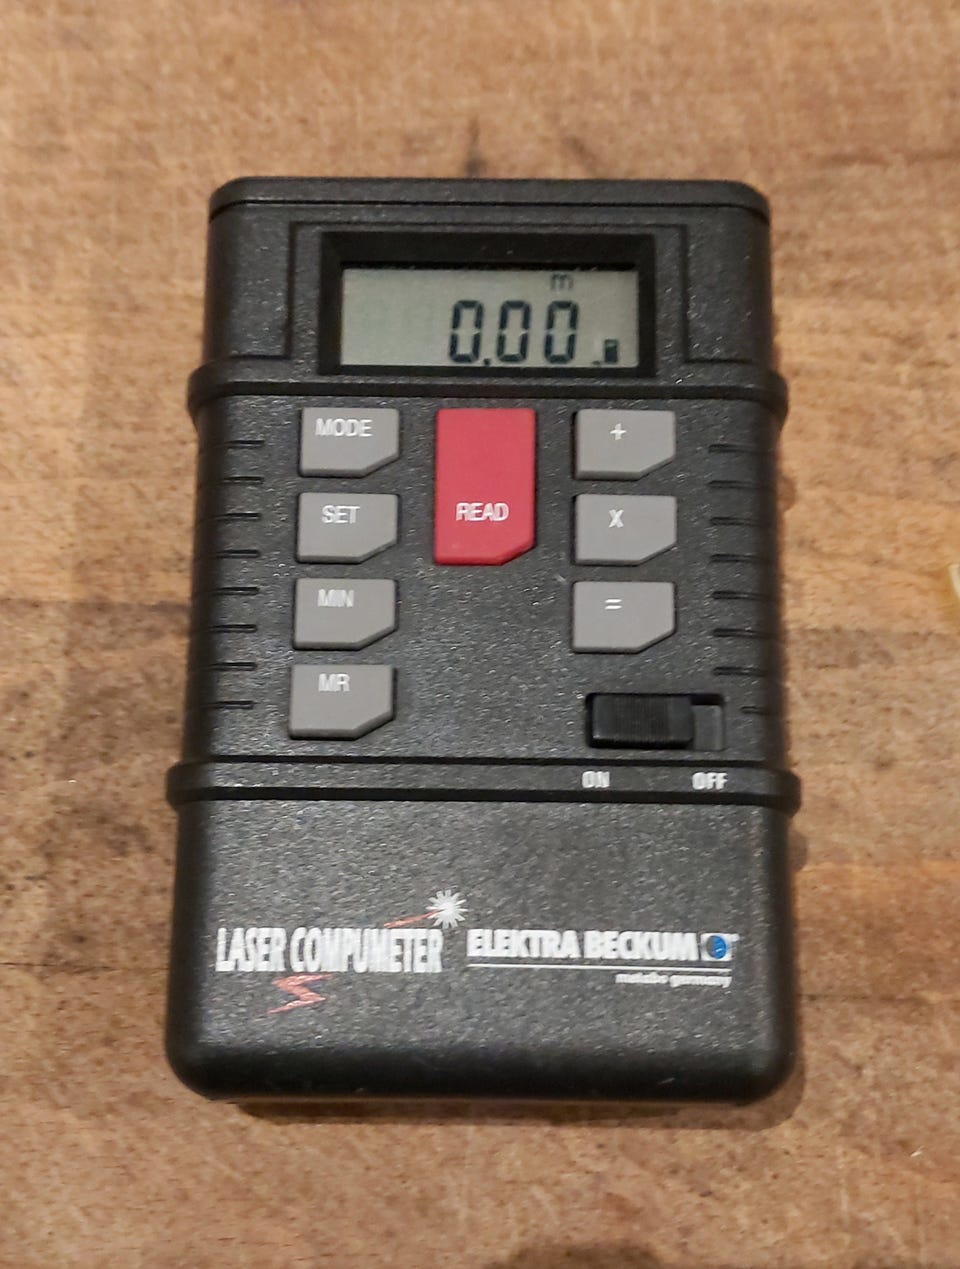 m
0.00
MODE
READ
+
SET
X
MIN
=
MR
ON OFF
LASER COMPUMETER
ELEKTRA BECKUM
metabo germany